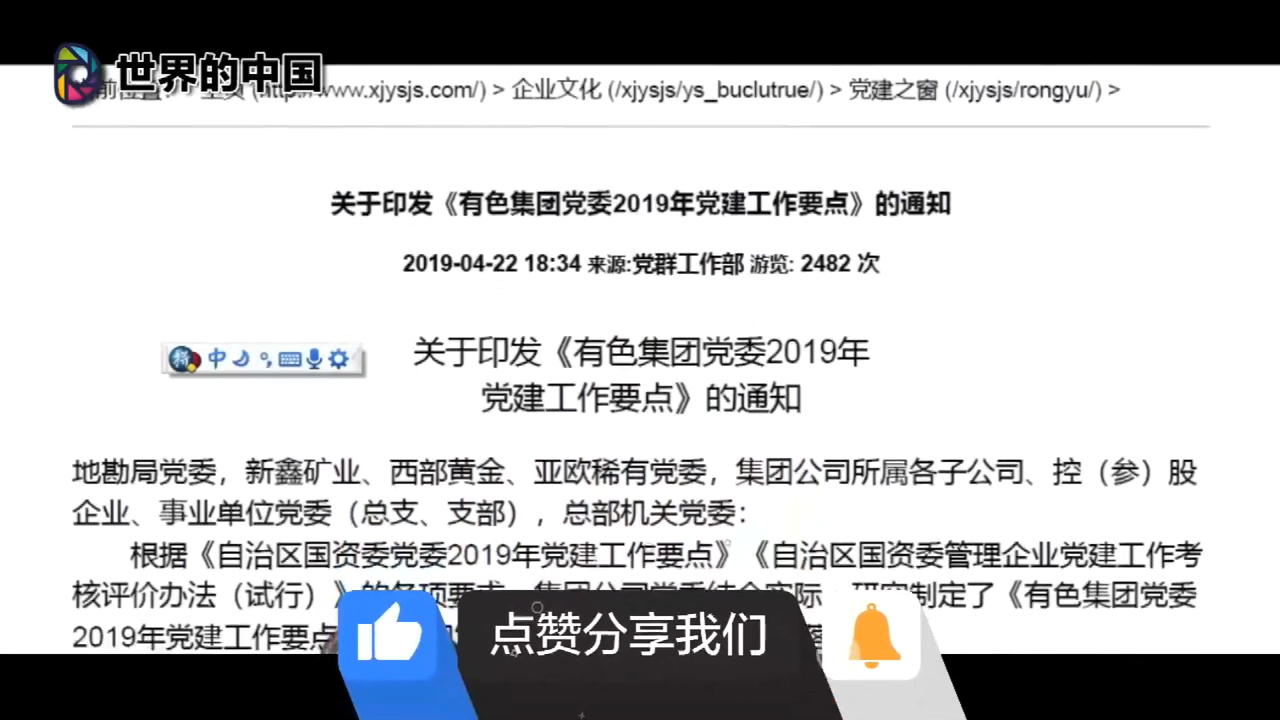 世界的中国
www.xjysjs.com/) > 企业文化 (/xjysjs/ys_buclutrue/) > 党建之窗 (/xjysjs/rongyu/) >
关于印发《有色集团党委2019年党建工作要点》的通知
2019-04-22 18:34 来源:党群工作部 游览: 2482 次
中
关于印发《有色集团党委2019年
党建工作要点》的通知
地勘局党委，新鑫矿业、西部黄金、亚欧稀有党委，集团公司所属各子公司、控（参）股
企业、事业单位党委（总支、支部），总部机关党委：
根据《自治区国资委党委2019年党建工作要点》《自治区国资委管理企业党建工作考
核评价办法（试行）》的各项要求，集团公司党委结合实际，研究制定了《有色集团党委
2019年党建工作要点
点赞分享我们